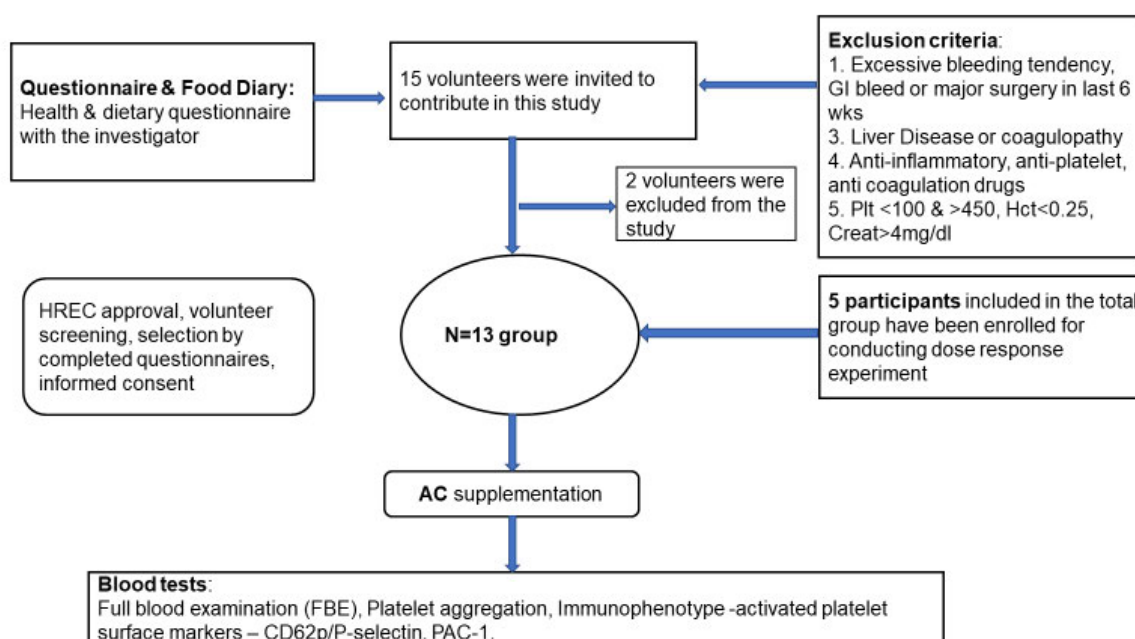 Questionnaire & Food Diary:
Health & dietary questionnaire
with the investigator
15 volunteers were invited to
contribute in this study
Exclusion criteria:
1. Excessive bleeding tendency,
GI bleed or major surgery in last 6
wks
3. Liver Disease or coagulopathy
4. Anti-inflammatory, anti-platelet,
anti coagulation drugs
5. Plt <100 & >450, Hct<0.25,
Creat>4mg/dl
2 volunteers were
excluded from the
study
HREC approval, volunteer
screening, selection by
completed questionnaires,
informed consent
N=13 group
5 participants included in the total
group have been enrolled for
conducting dose response
experiment
AC supplementation
Blood tests:
Full blood examination (FBE), Platelet aggregation, Immunophenotype -activated platelet
surface markers – CD62p/P-selectin, PAC-1.